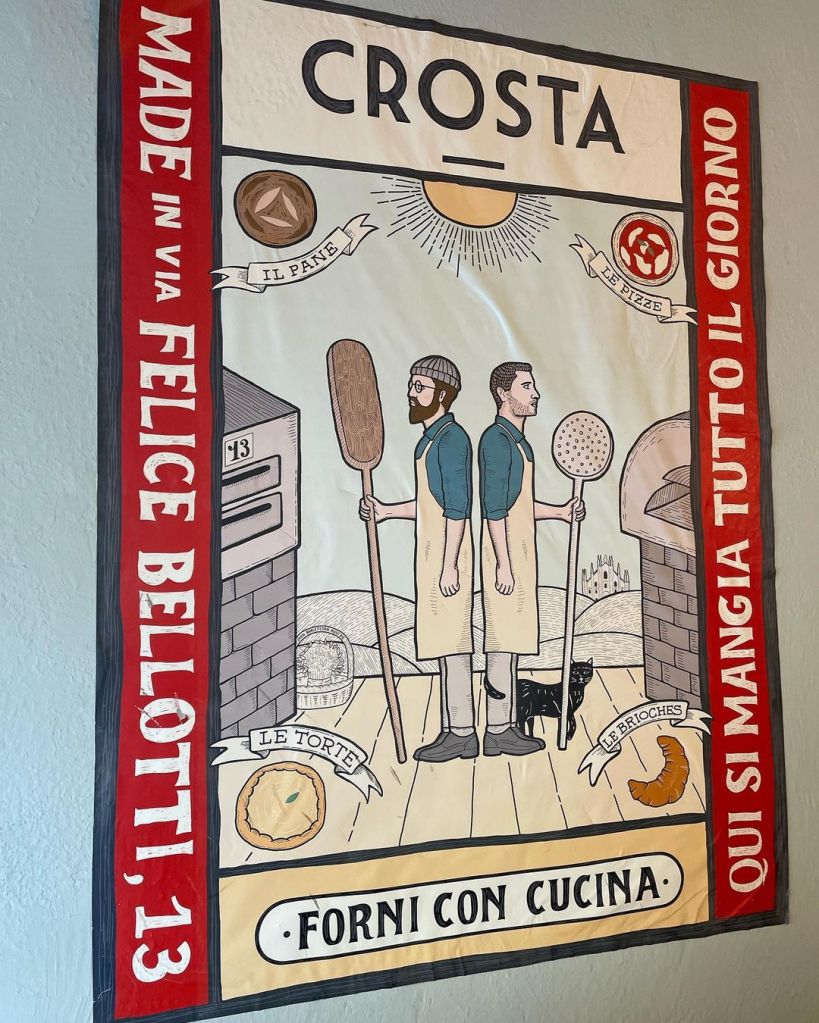 CROSTA
MADE IN VIA FELICE BELLOTTI, 13
QUI SI MANGIA TUTTO IL GIORNO
IL PANE
LE PIZZE
13
LE TORTE
LE BRIOCHES
·FORNI CON CUCINA·